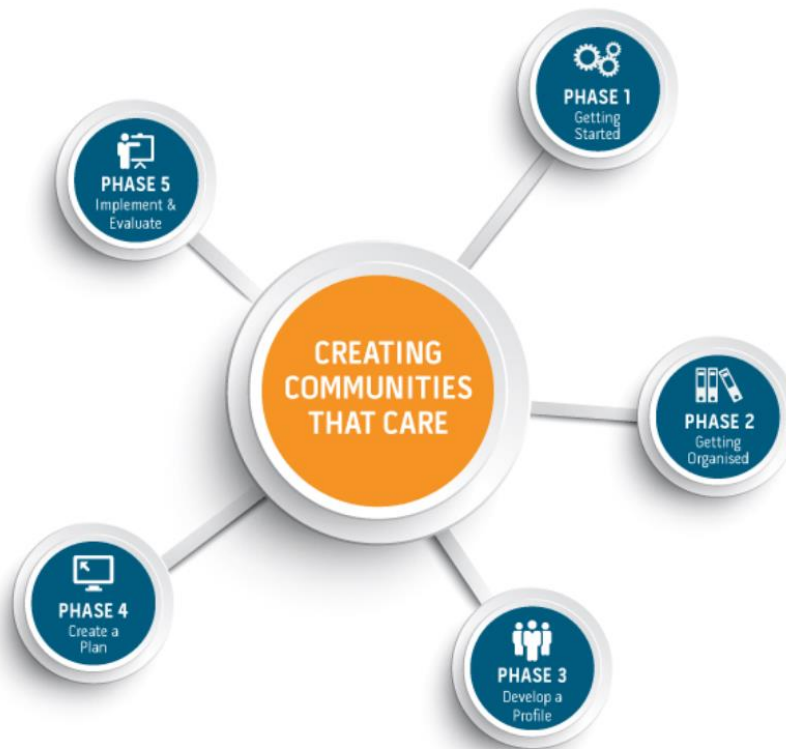 CREATING
COMMUNITIES
THAT CARE
PHASE 1
Getting
Started
PHASE 2
Getting
Organised
PHASE 3
Develop a
Profile
PHASE 4
Create a
Plan
PHASE 5
Implement &
Evaluate